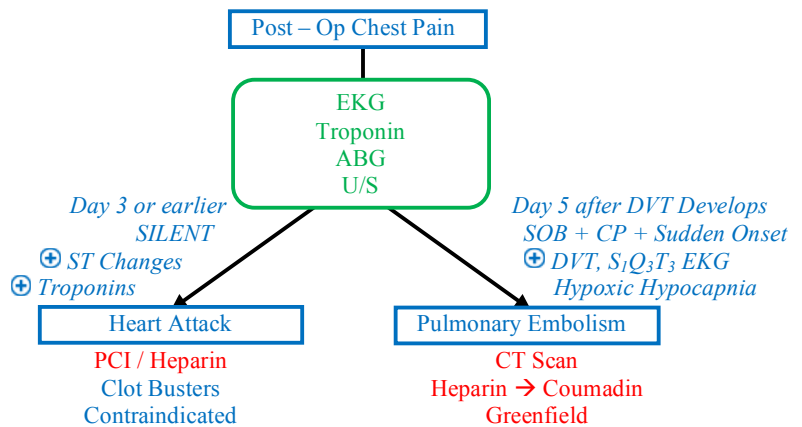 Post – Op Chest Pain
EKG
Troponin
ABG
U/S
Day 3 or earlier
SILENT
⊕ ST Changes
⊕ Troponins
Day 5 after DVT Develops
SOB + CP + Sudden Onset
⊕ DVT, S₁Q₃T₃ EKG
Hypoxic Hypocapnia
Heart Attack
PCI / Heparin
Clot Busters
Contraindicated
Pulmonary Embolism
CT Scan
Heparin → Coumadin
Greenfield